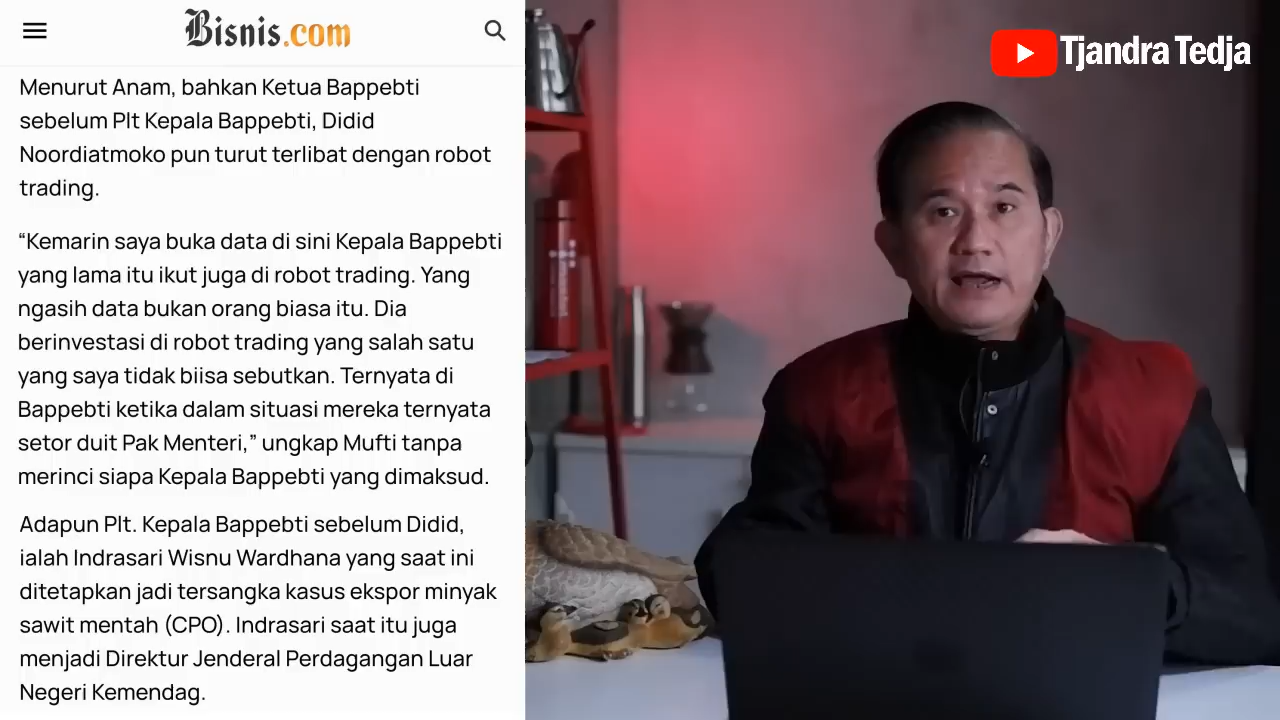 Bisnis.com
Menurut Anam, bahkan Ketua Bappebti
sebelum Plt Kepala Bappebti, Didid
Noordiatmoko pun turut terlibat dengan robot
trading.
“Kemarin saya buka data di sini Kepala Bappebti
yang lama itu ikut juga di robot trading. Yang
ngasih data bukan orang biasa itu. Dia
berinvestasi di robot trading yang salah satu
yang saya tidak biisa sebutkan. Ternyata di
Bappebti ketika dalam situasi mereka ternyata
setor duit Pak Menteri,” ungkap Mufti tanpa
merinci siapa Kepala Bappebti yang dimaksud.
Adapun Plt. Kepala Bappebti sebelum Didid,
ialah Indrasari Wisnu Wardhana yang saat ini
ditetapkan jadi tersangka kasus ekspor minyak
sawit mentah (CPO). Indrasari saat itu juga
menjadi Direktur Jenderal Perdagangan Luar
Negeri Kemendag.
Tjandra Tedja